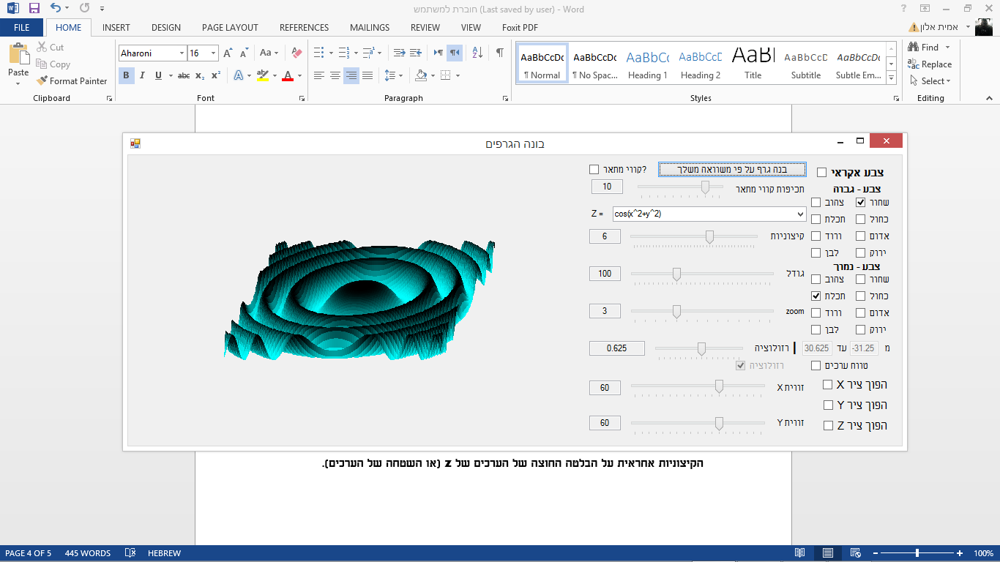 חוברת למשתמש (Last saved by user) - Word
FILE HOME INSERT DESIGN PAGE LAYOUT REFERENCES MAILINGS REVIEW VIEW Foxit PDF אמית אלון
Paste
Cut
Copy
Format Painter
Clipboard
Aharoni 16
Font
Paragraph
AaBbCcDc AaBbCcDc AaBbCc AaBbCcD AaBl AaBbCcD AaBbCcDc
¶ Normal ¶ No Spac... Heading 1 Heading 2 Title Subtitle Subtle Em...
Styles
Find
Replace
Select
Editing
בונה הגרפים
צבע אקראי
בנה גרף על פי משוואה משלך
קווי מתאר?
צבע - גבוה
תכיפות קווי מתאר
10
שחור
צהוב
Z = cos(x^2+y^2)
כחול
תכלת
קיצוניות
6
אדום
ורוד
ירוק
לבן
צבע - נמוך
גודל
100
שחור
צהוב
כחול
תכלת
zoom
3
אדום
ורוד
ירוק
לבן
מ -31.25 עד 30.625
רזולוציה
0.625
טווח ערכים
רזולוציה
הפוך ציר X
זווית X
60
הפוך ציר Y
זווית Y
60
הפוך ציר Z
הקיצוניות אחראית על הבלטה החוצה של הערכים של z (או השטחה של הערכים).
PAGE 4 OF 5 445 WORDS HEBREW 100%